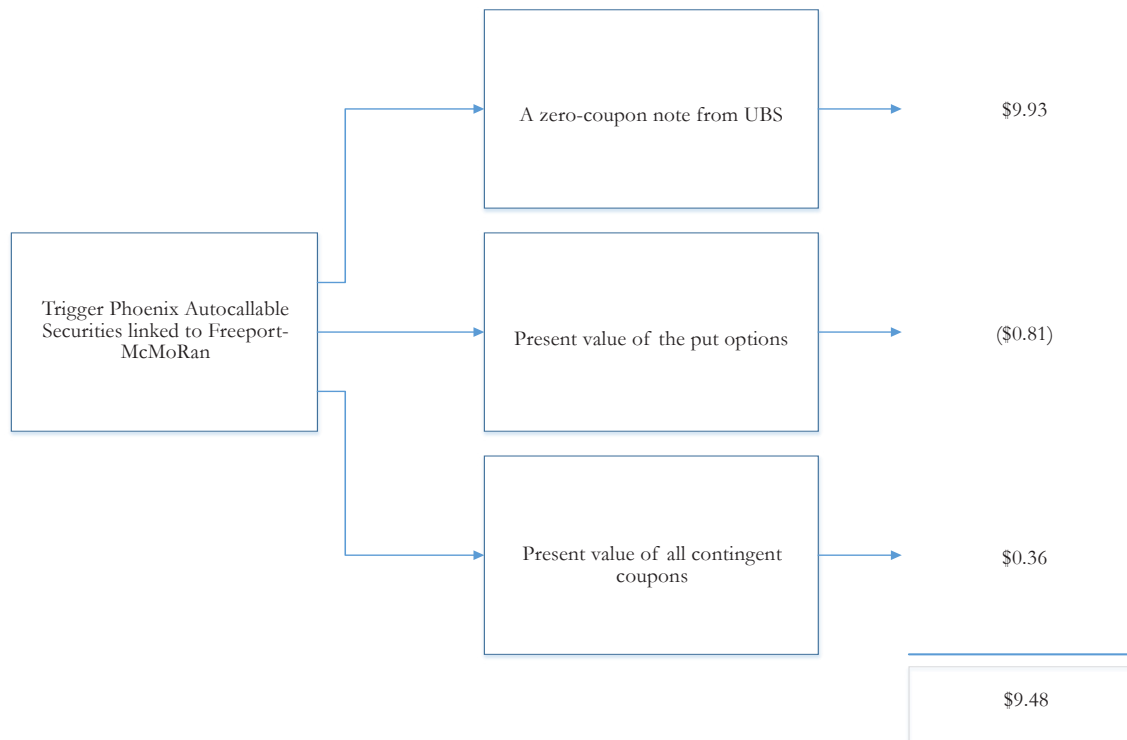 A zero-coupon note from UBS
$9.93
Trigger Phoenix Autocallable
Securities linked to Freeport-
McMoRan
Present value of the put options
($0.81)
Present value of all contingent
coupons
$0.36
$9.48